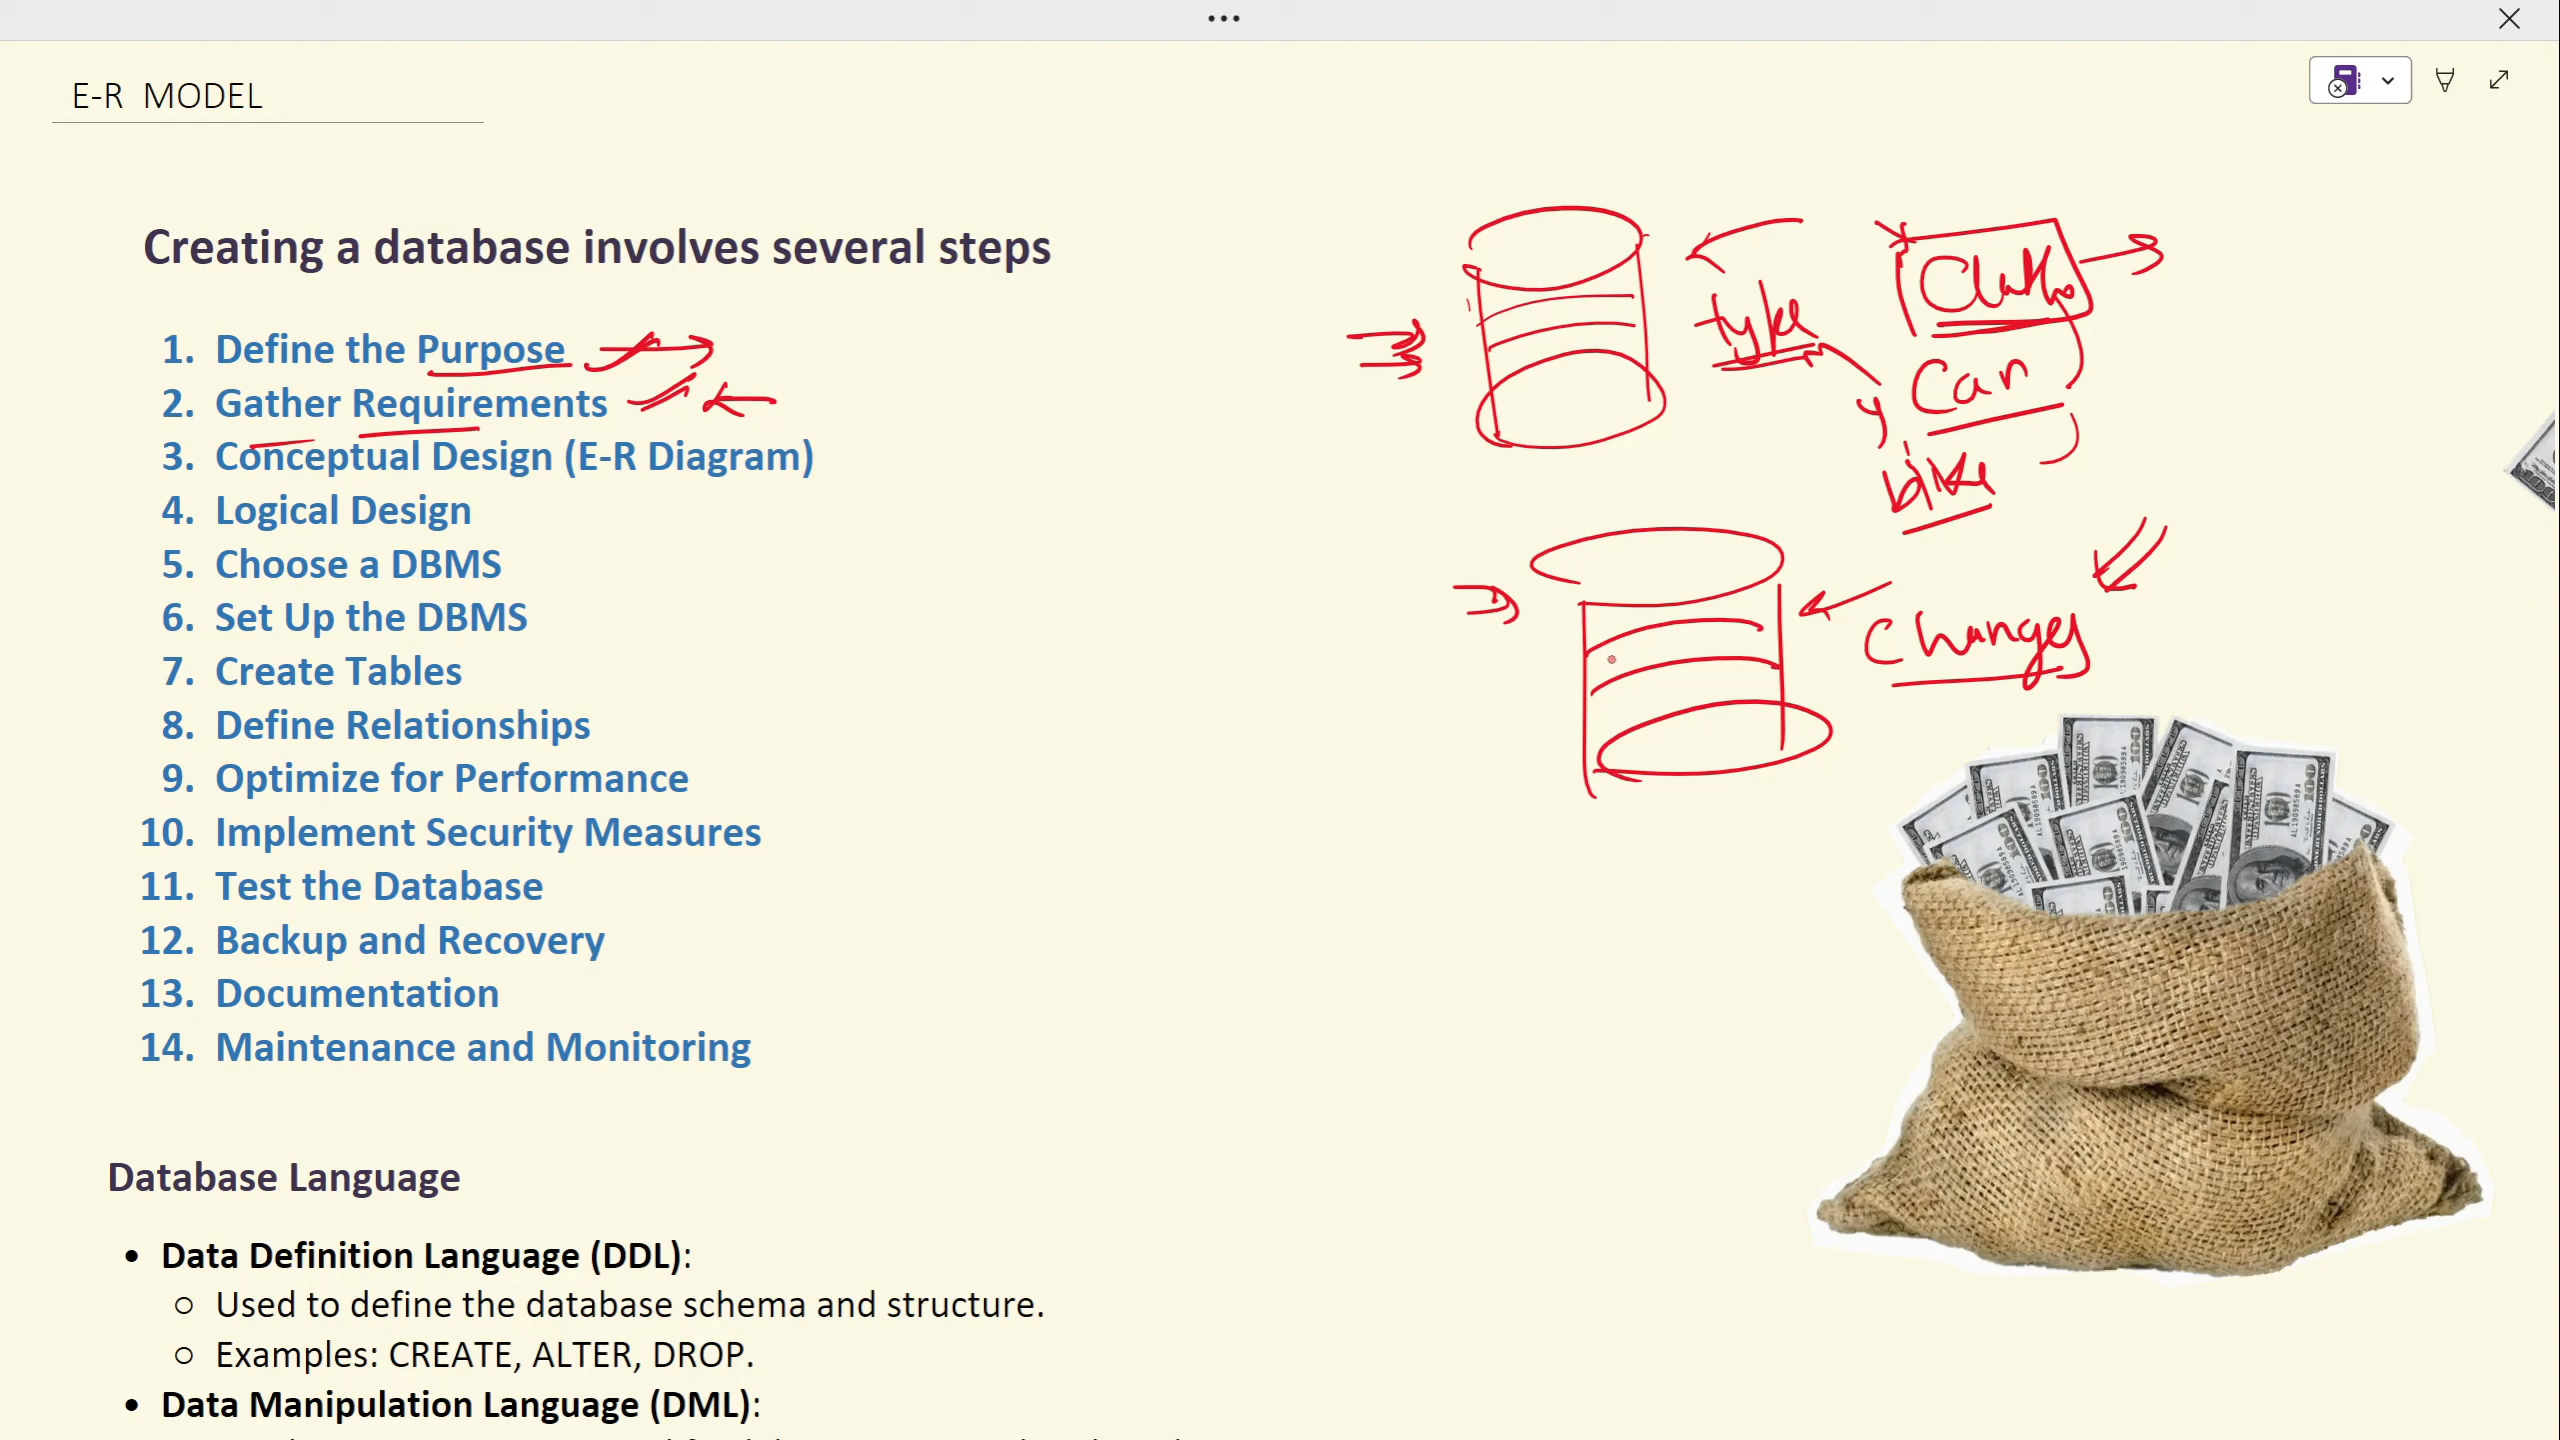 E-R MODEL
Creating a database involves several steps
1. Define the Purpose
2. Gather Requirements
3. Conceptual Design (E-R Diagram)
4. Logical Design
5. Choose a DBMS
6. Set Up the DBMS
7. Create Tables
8. Define Relationships
9. Optimize for Performance
10. Implement Security Measures
11. Test the Database
12. Backup and Recovery
13. Documentation
14. Maintenance and Monitoring
Database Language
• Data Definition Language (DDL):
○ Used to define the database schema and structure.
○ Examples: CREATE, ALTER, DROP.
• Data Manipulation Language (DML):
Car
bike
Changes